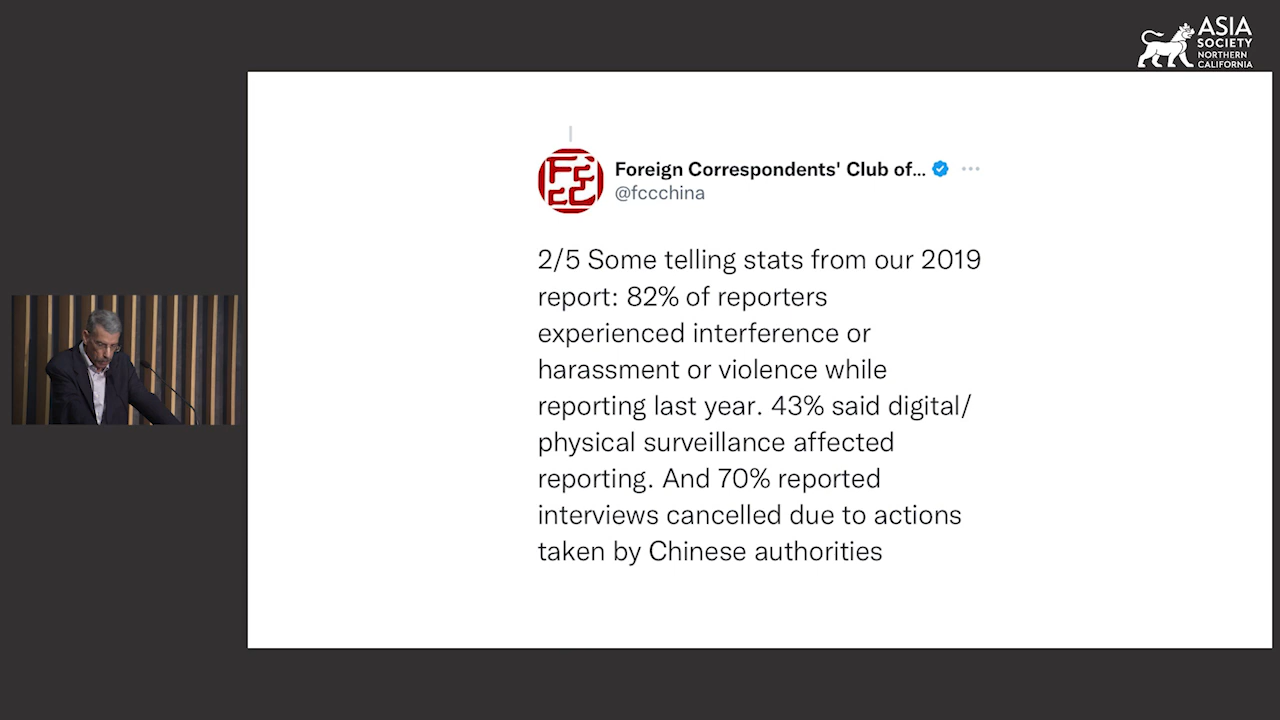 ASIA
SOCIETY
NORTHERN
CALIFORNIA
Foreign Correspondents' Club of...
@fccchina
2/5 Some telling stats from our 2019
report: 82% of reporters
experienced interference or
harassment or violence while
reporting last year. 43% said digital/
physical surveillance affected
reporting. And 70% reported
interviews cancelled due to actions
taken by Chinese authorities